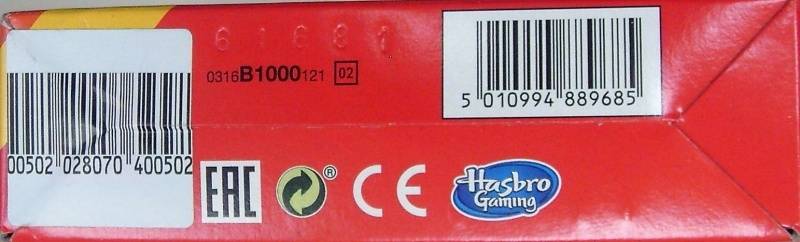 61681
0316B1000121 02
5 010994 889685
00502 028070 400502
EAC
® CE
Hasbro
Gaming